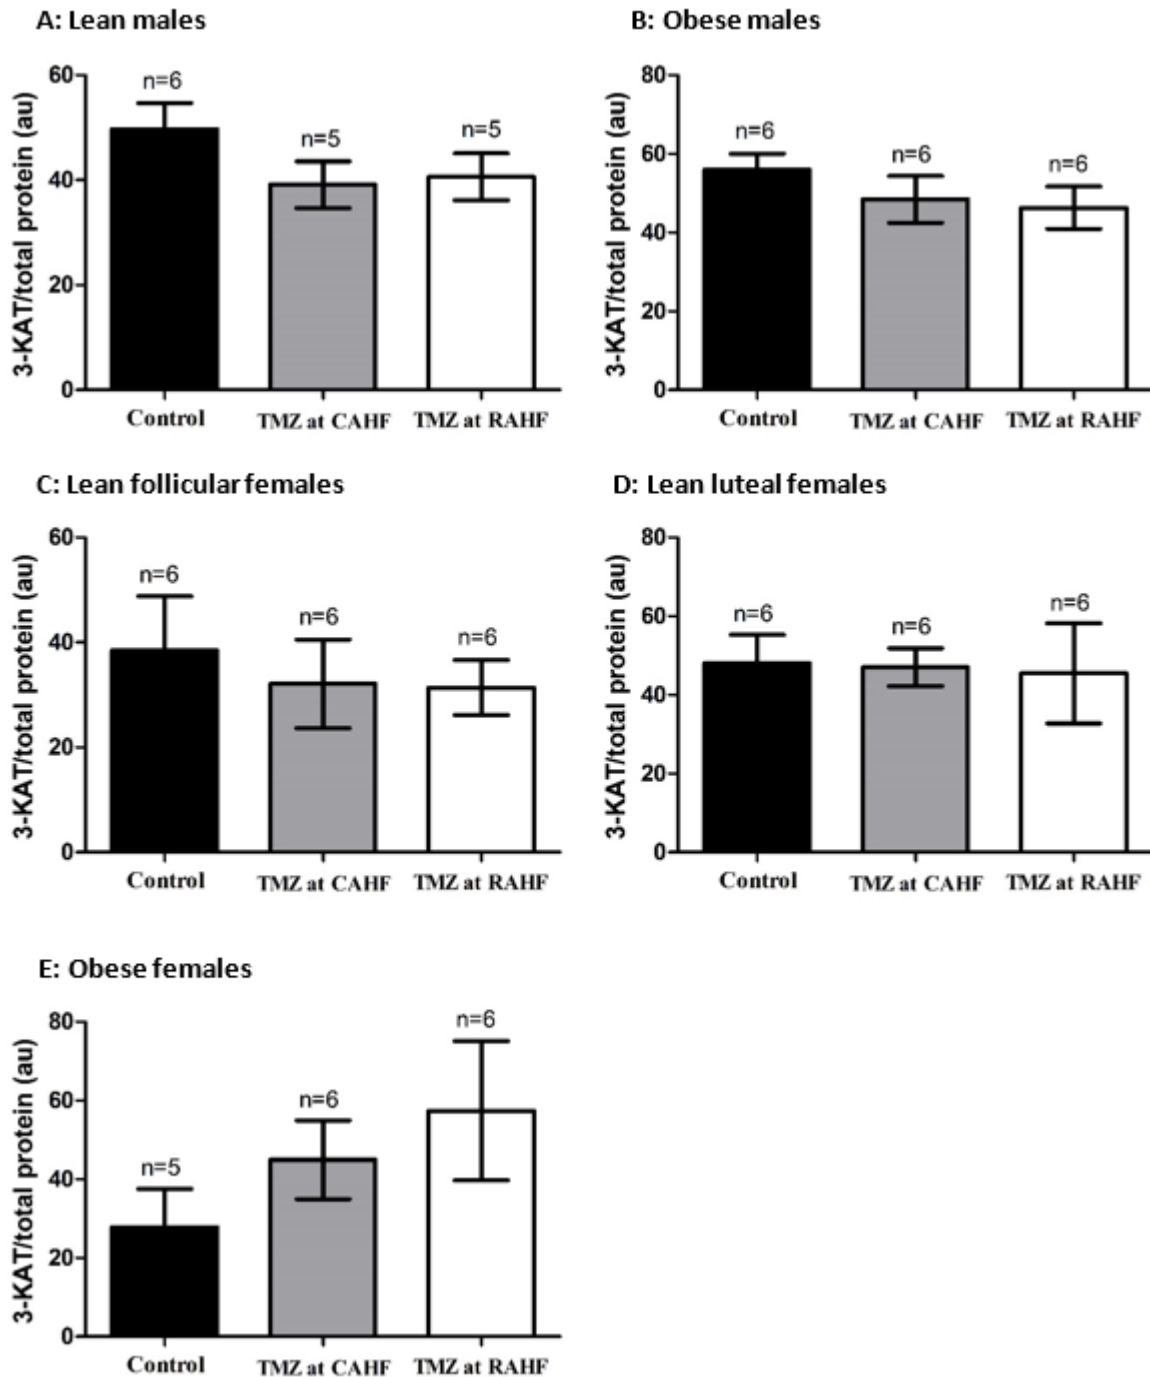 A: Lean males
3-KAT/total protein (au)
60
40
20
0
n=6
n=5
n=5
Control
TMZ at CAHF
TMZ at RAHF
B: Obese males
3-KAT/total protein (au)
80
60
40
20
0
n=6
n=6
n=6
Control
TMZ at CAHF
TMZ at RAHF
C: Lean follicular females
3-KAT/total protein (au)
60
40
20
0
n=6
n=6
n=6
Control
TMZ at CAHF
TMZ at RAHF
D: Lean luteal females
3-KAT/total protein (au)
80
60
40
20
0
n=6
n=6
n=6
Control
TMZ at CAHF
TMZ at RAHF
E: Obese females
3-KAT/total protein (au)
80
60
40
20
0
n=5
n=6
n=6
Control
TMZ at CAHF
TMZ at RAHF